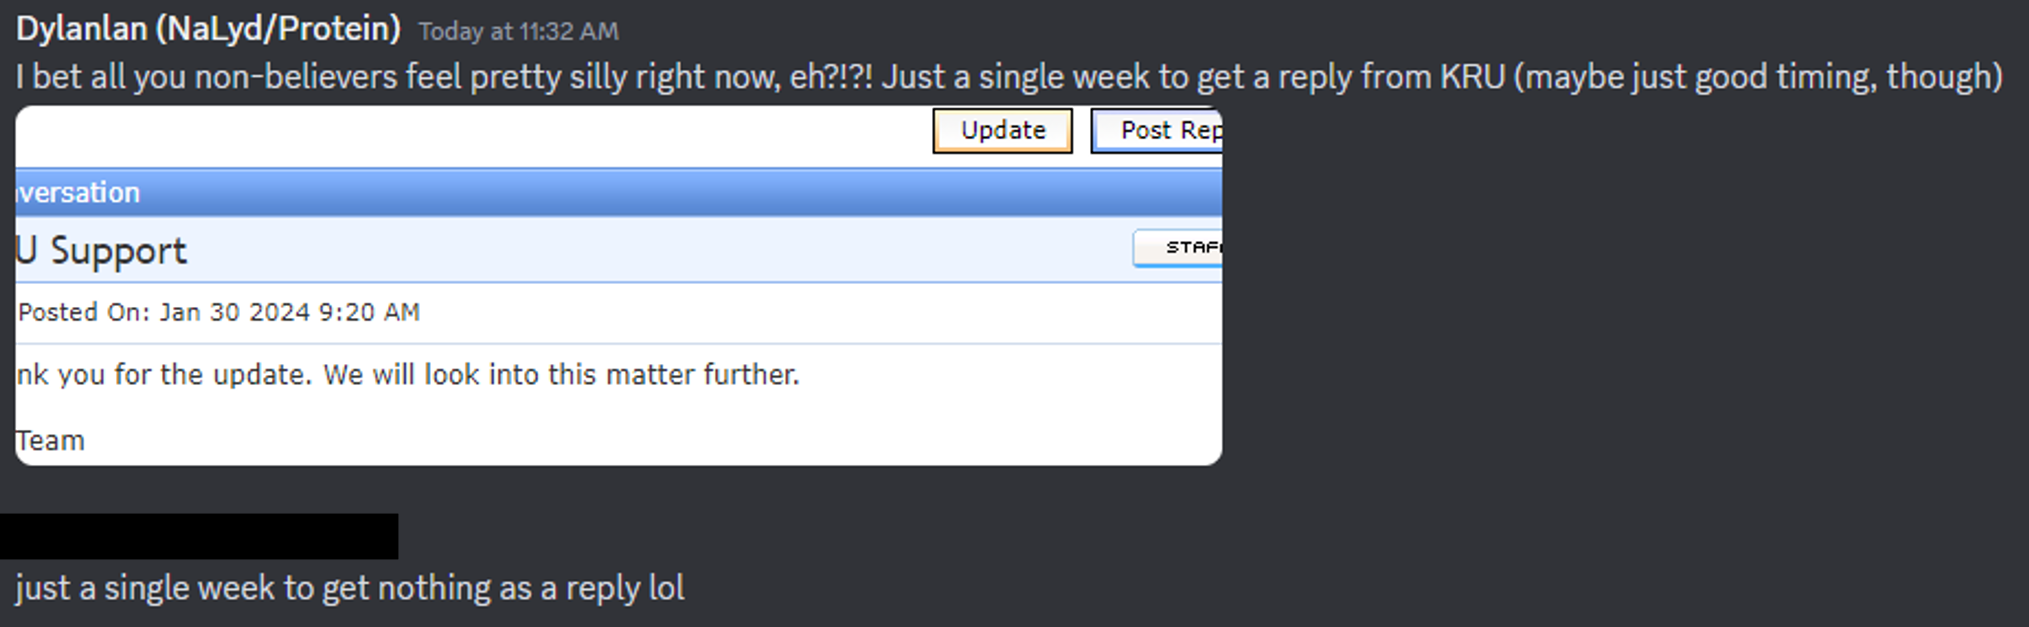 Dylanlan (NaLyd/Protein) Today at 11:32 AM
I bet all you non-believers feel pretty silly right now, eh?!?! Just a single week to get a reply from KRU (maybe just good timing, though)
Update Post Rep
versation
U Support STAF
Posted On: Jan 30 2024 9:20 AM
nk you for the update. We will look into this matter further.
Team
just a single week to get nothing as a reply lol